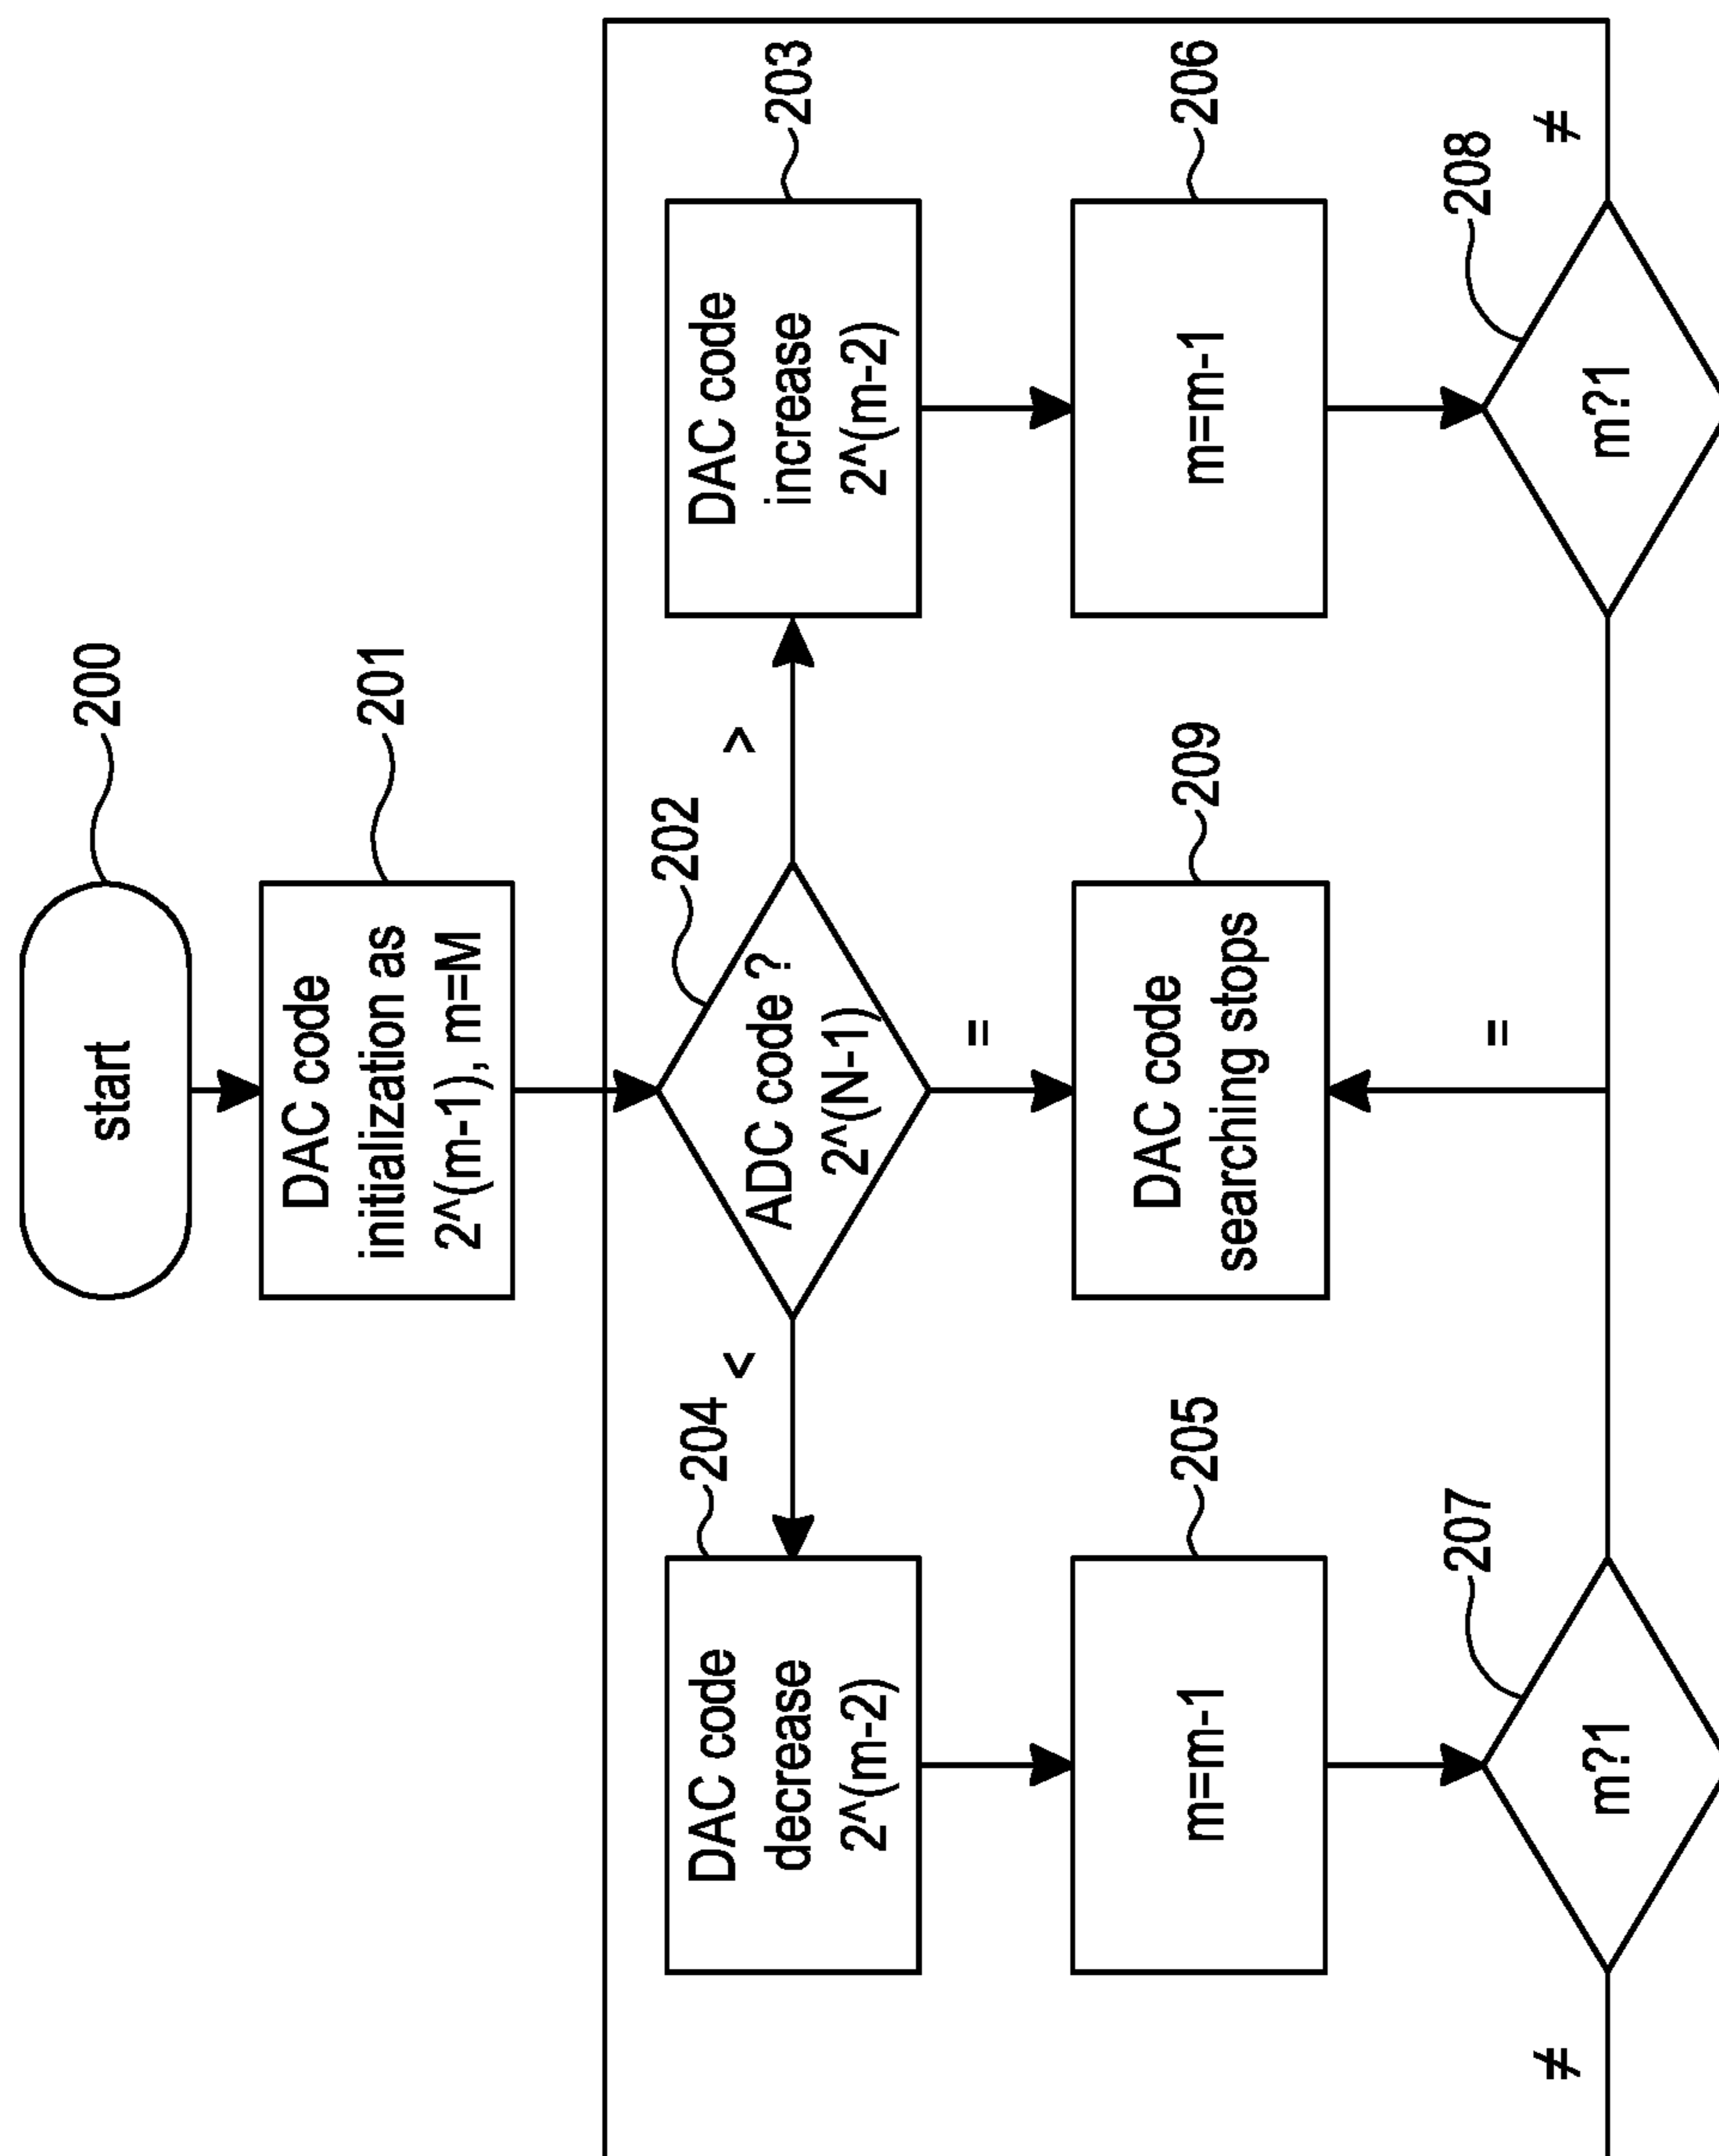 start
200
DAC code
initialization as
2^(m-1), m=M
201
202
ADC code ?
2^(N-1)
<
>
=
204
DAC code
decrease
2^(m-2)
203
DAC code
increase
2^(m-2)
205
m=m-1
209
DAC code
searching stops
206
m=m-1
207
m?1
208
m?1
≠
=
≠